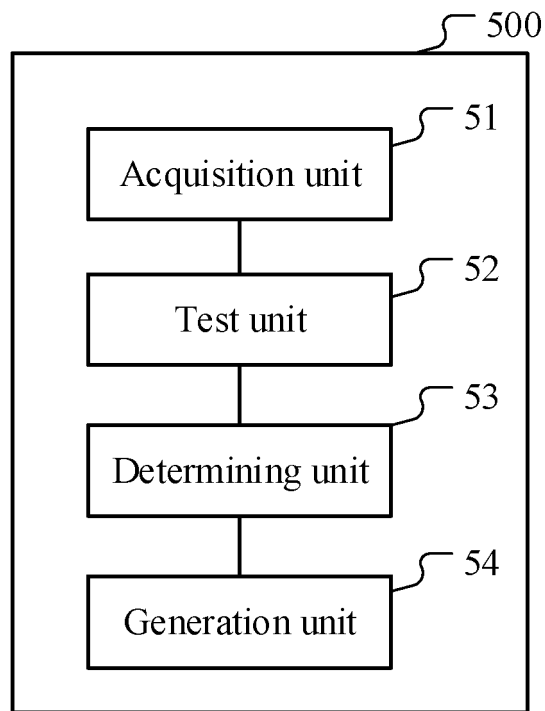 500
51
Acquisition unit
52
Test unit
53
Determining unit
54
Generation unit